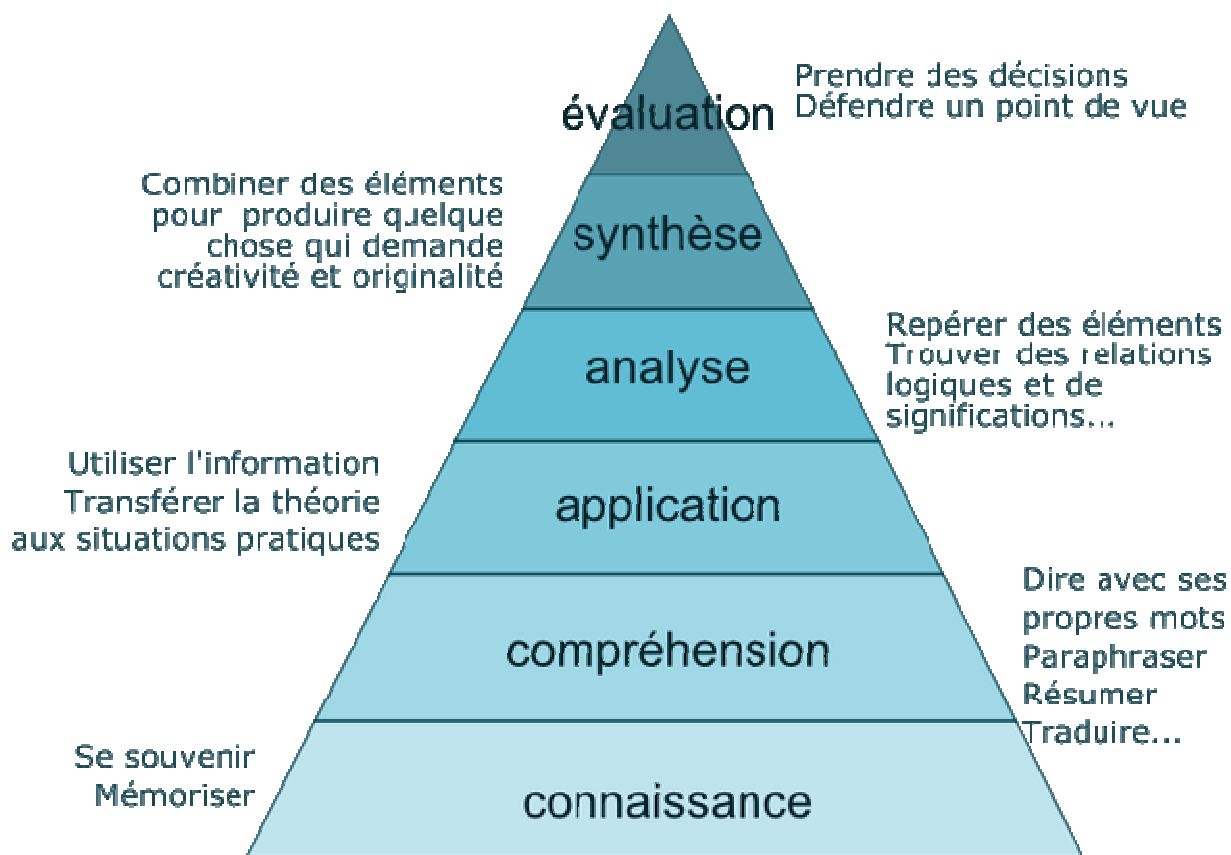 évaluation
Prendre des décisions
Défendre un point de vue
Combiner des éléments
pour produire quelque
chose qui demande
créativité et originalité
synthèse
analyse
Repérer des éléments
Trouver des relations
logiques et de
significations...
Utiliser l'information
Transférer la théorie
aux situations pratiques
application
compréhension
Dire avec ses
propres mots
Paraphraser
Résumer
Traduire...
Se souvenir
Mémoriser
connaissance